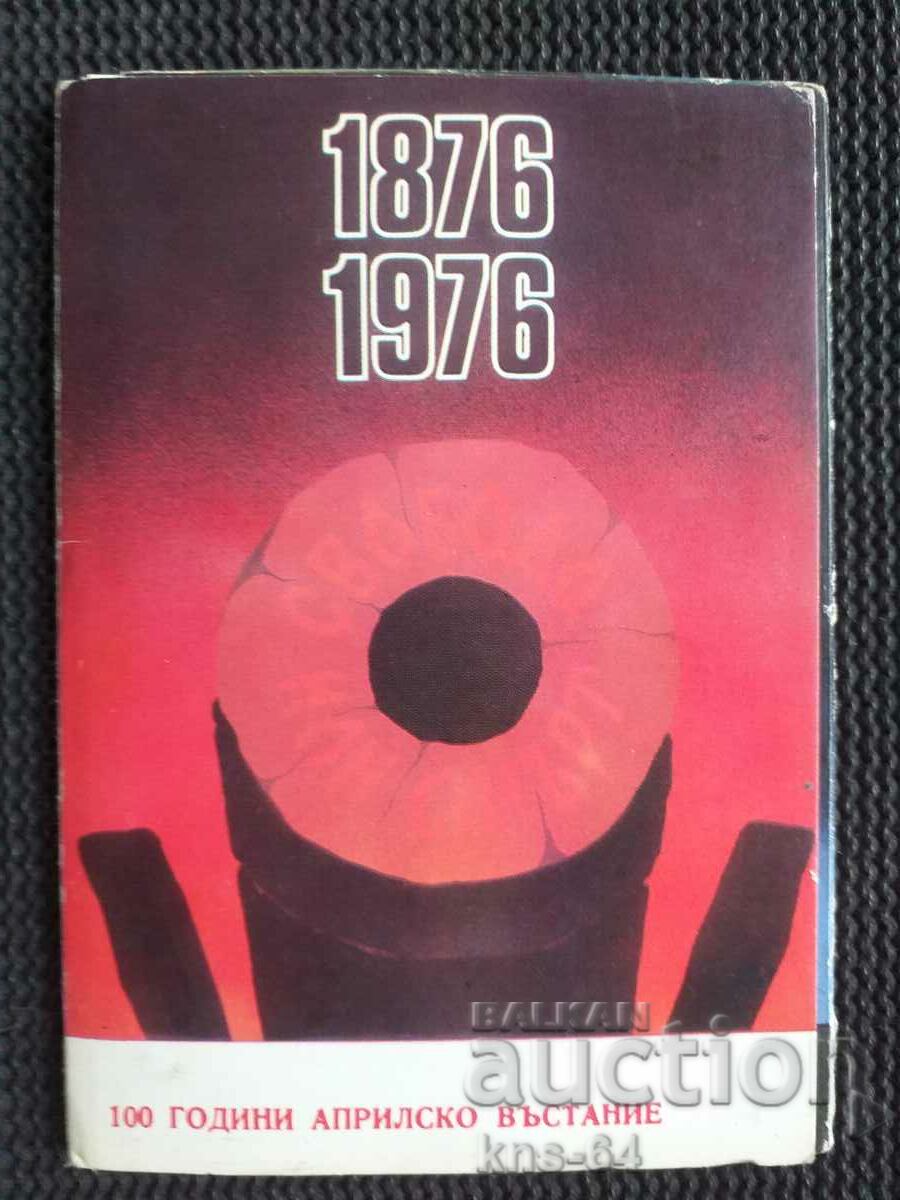 1876
1976
100 ГОДИНИ АПРИЛСКО ВЪСТАНИЕ
BALKAN
auction
kns-64